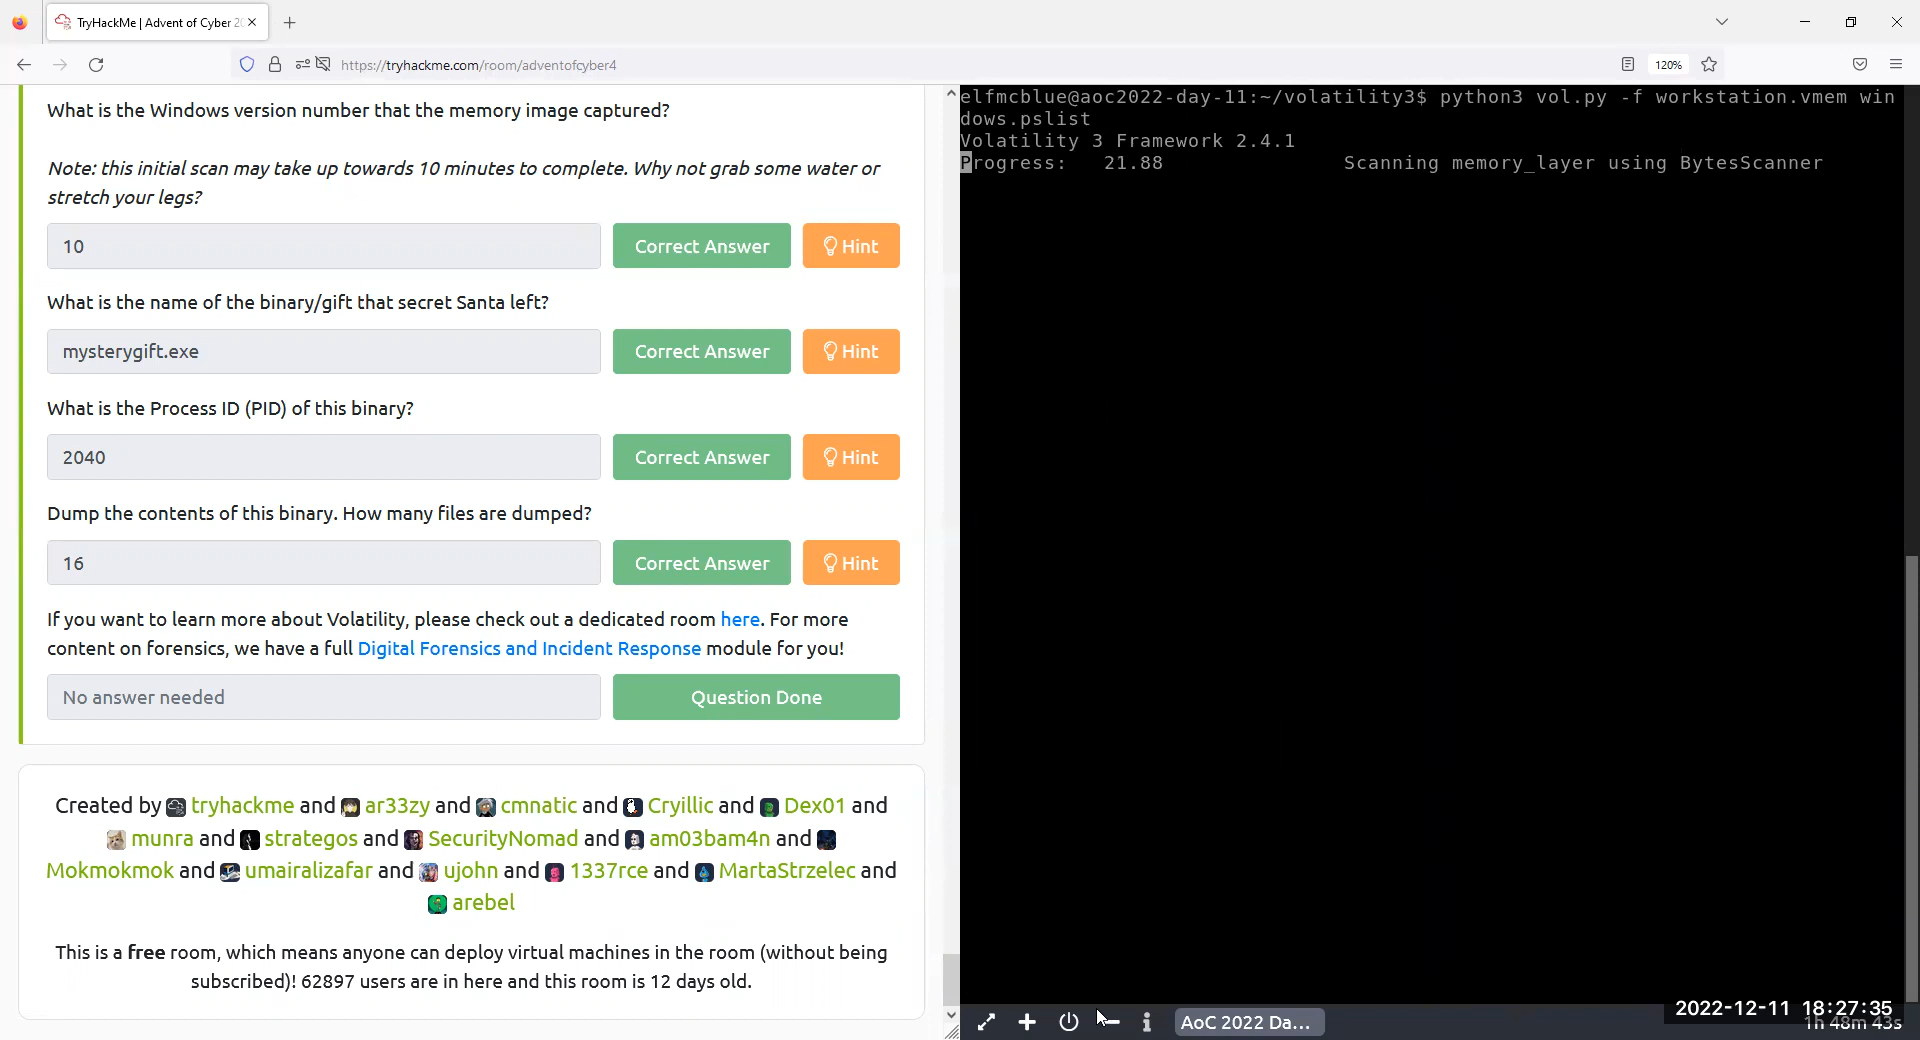 TryHackMe | Advent of Cyber 20
https://tryhackme.com/room/adventofcyber4
120%
What is the Windows version number that the memory image captured?
Note: this initial scan may take up towards 10 minutes to complete. Why not grab some water or
stretch your legs?
10
Correct Answer
Hint
What is the name of the binary/gift that secret Santa left?
mysterygift.exe
Correct Answer
Hint
What is the Process ID (PID) of this binary?
2040
Correct Answer
Hint
Dump the contents of this binary. How many files are dumped?
16
Correct Answer
Hint
If you want to learn more about Volatility, please check out a dedicated room here. For more
content on forensics, we have a full Digital Forensics and Incident Response module for you!
No answer needed
Question Done
Created by tryhackme and ar33zy and cmnatic and Cryillic and Dex01 and
munra and strategos and SecurityNomad and am03bam4n and
Mokmokmok and umairalizafar and ujohn and 1337rce and MartaStrzelec and
arebel
This is a free room, which means anyone can deploy virtual machines in the room (without being
subscribed)! 62897 users are in here and this room is 12 days old.
elfmcblue@aoc2022-day-11:~/volatility3$ python3 vol.py -f workstation.vmem win
dows.pslist
Volatility 3 Framework 2.4.1
Progress: 21.88 Scanning memory_layer using BytesScanner
AoC 2022 Da...
2022-12-11 18:27:35
1h 48m 43s